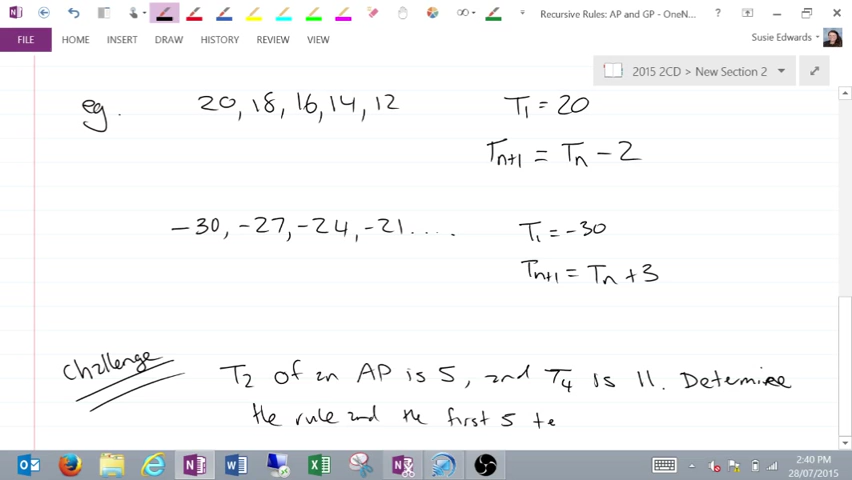 Recursive Rules: AP and GP - OneN...
Susie Edwards
FILE HOME INSERT DRAW HISTORY REVIEW VIEW
2015 2CD > New Section 2
eg. 20, 18, 16, 14, 12 T₁ = 20
Tₙ₊₁ = Tₙ - 2
-30, -27, -24, -21 .... T₁ = -30
Tₙ₊₁ = Tₙ + 3
Challenge T₂ of an AP is 5, and T₄ is 11. Determine
the rule and the first 5 te
2:40 PM
28/07/2015